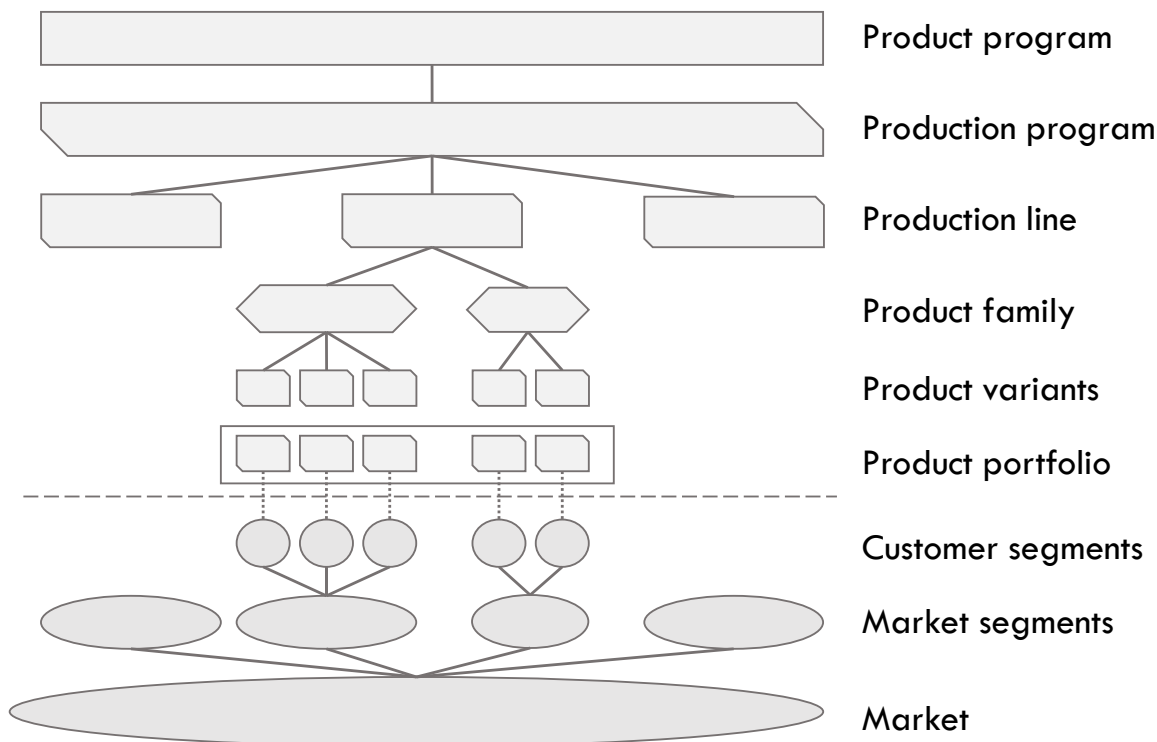 Product program
Production program
Production line
Product family
Product variants
Product portfolio
Customer segments
Market segments
Market